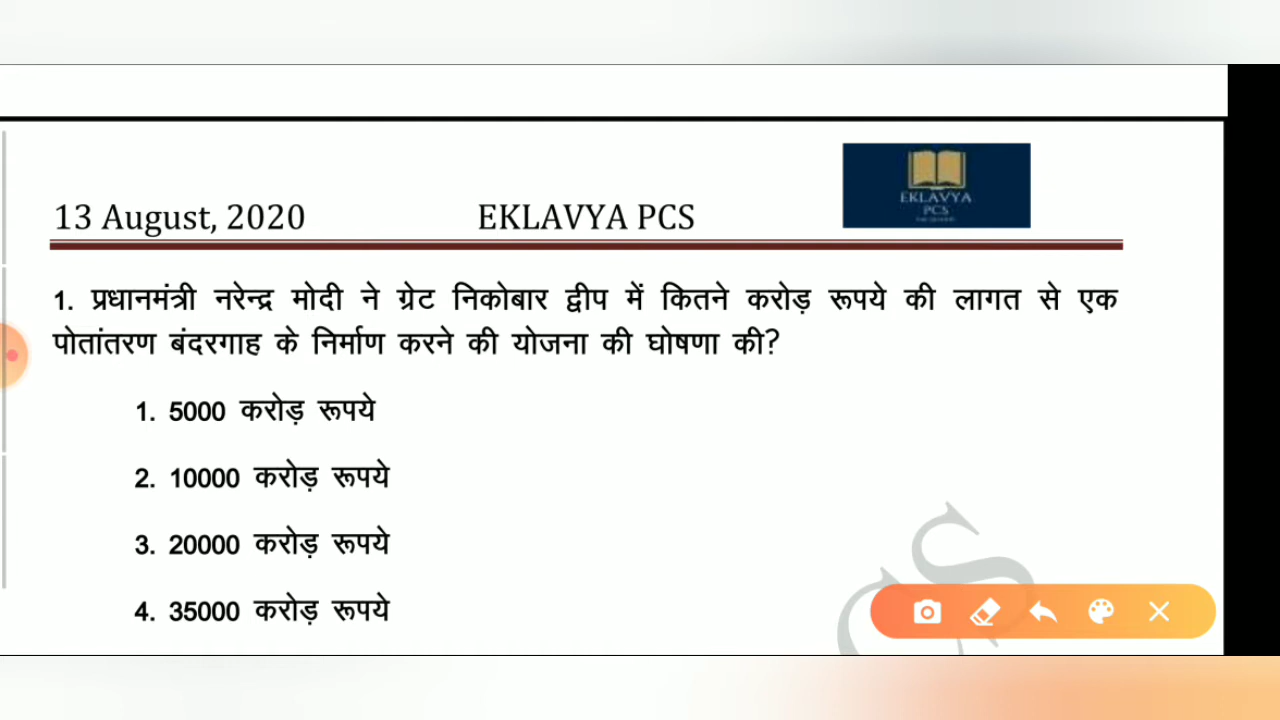 13 August, 2020 EKLAVYA PCS
EKLAVYA
PCS
1. प्रधानमंत्री नरेन्द्र मोदी ने ग्रेट निकोबार द्वीप में कितने करोड़ रूपये की लागत से एक
पोतांतरण बंदरगाह के निर्माण करने की योजना की घोषणा की?
1. 5000 करोड़ रूपये
2. 10000 करोड़ रूपये
3. 20000 करोड़ रूपये
4. 35000 करोड़ रूपये
CS